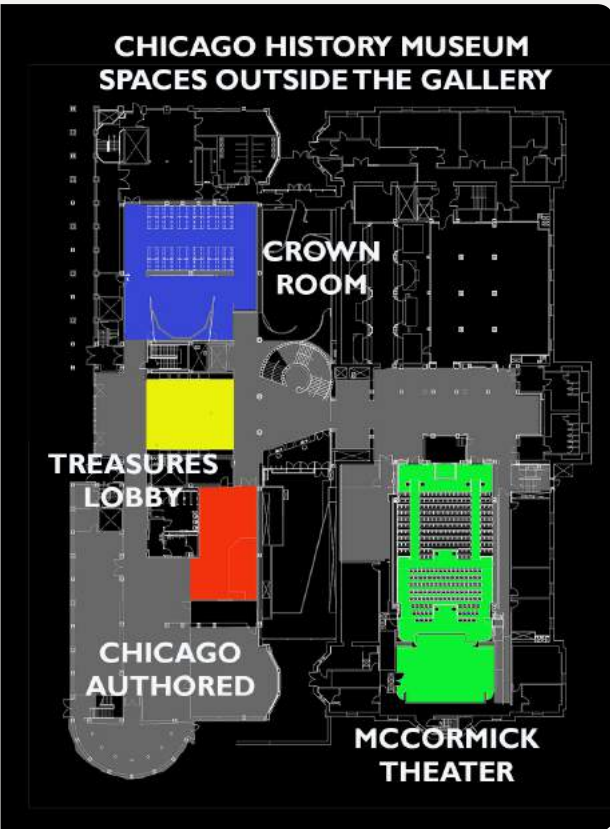 CHICAGO HISTORY MUSEUM
SPACES OUTSIDE THE GALLERY
CROWN
ROOM
TREASURES
LOBBY
CHICAGO
AUTHORED
MCCORMICK
THEATER